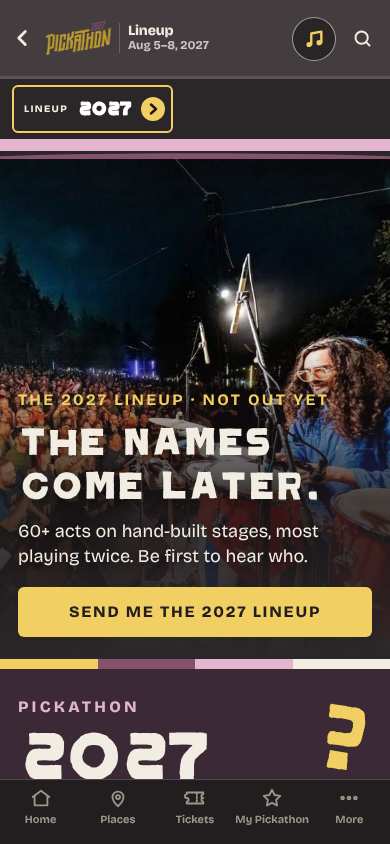 PICKATHON
Lineup
Aug 5–8, 2027
LINEUP 2027
THE 2027 LINEUP · NOT OUT YET
THE NAMES
COME LATER.
60+ acts on hand-built stages, most
playing twice. Be first to hear who.
SEND ME THE 2027 LINEUP
PICKATHON
2027
?
Home
Places
Tickets
My Pickathon
More